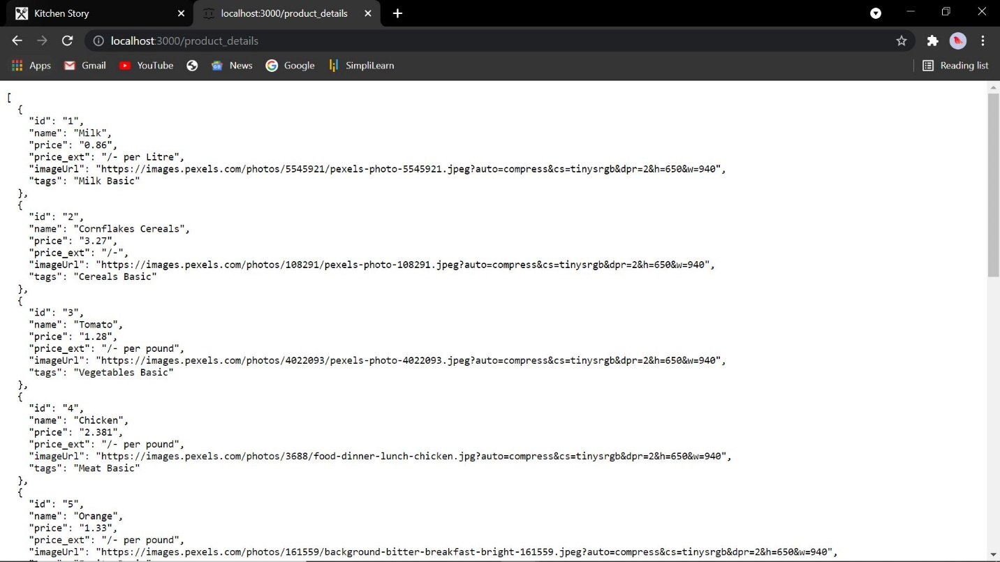 Kitchen Story
localhost:3000/product_details
localhost:3000/product_details
Apps Gmail YouTube News Google SimpliLearn Reading list
[
{
"id": "1",
"name": "Milk",
"price": "0.86",
"price_ext": "/- per Litre",
"imageUrl": "https://images.pexels.com/photos/5545921/pexels-photo-5545921.jpeg?auto=compress&cs=tinysrgb&dpr=2&h=650&w=940",
"tags": "Milk Basic"
},
{
"id": "2",
"name": "Cornflakes Cereals",
"price": "3.27",
"price_ext": "/-",
"imageUrl": "https://images.pexels.com/photos/108291/pexels-photo-108291.jpeg?auto=compress&cs=tinysrgb&dpr=2&h=650&w=940",
"tags": "Cereals Basic"
},
{
"id": "3",
"name": "Tomato",
"price": "1.28",
"price_ext": "/- per pound",
"imageUrl": "https://images.pexels.com/photos/4022093/pexels-photo-4022093.jpeg?auto=compress&cs=tinysrgb&dpr=2&h=650&w=940",
"tags": "Vegetables Basic"
},
{
"id": "4",
"name": "Chicken",
"price": "2.381",
"price_ext": "/- per pound",
"imageUrl": "https://images.pexels.com/photos/3688/food-dinner-lunch-chicken.jpg?auto=compress&cs=tinysrgb&dpr=2&h=650&w=940",
"tags": "Meat Basic"
},
{
"id": "5",
"name": "Orange",
"price": "1.33",
"price_ext": "/- per pound",
"imageUrl": "https://images.pexels.com/photos/161559/background-bitter-breakfast-bright-161559.jpeg?auto=compress&cs=tinysrgb&dpr=2&h=650&w=940",